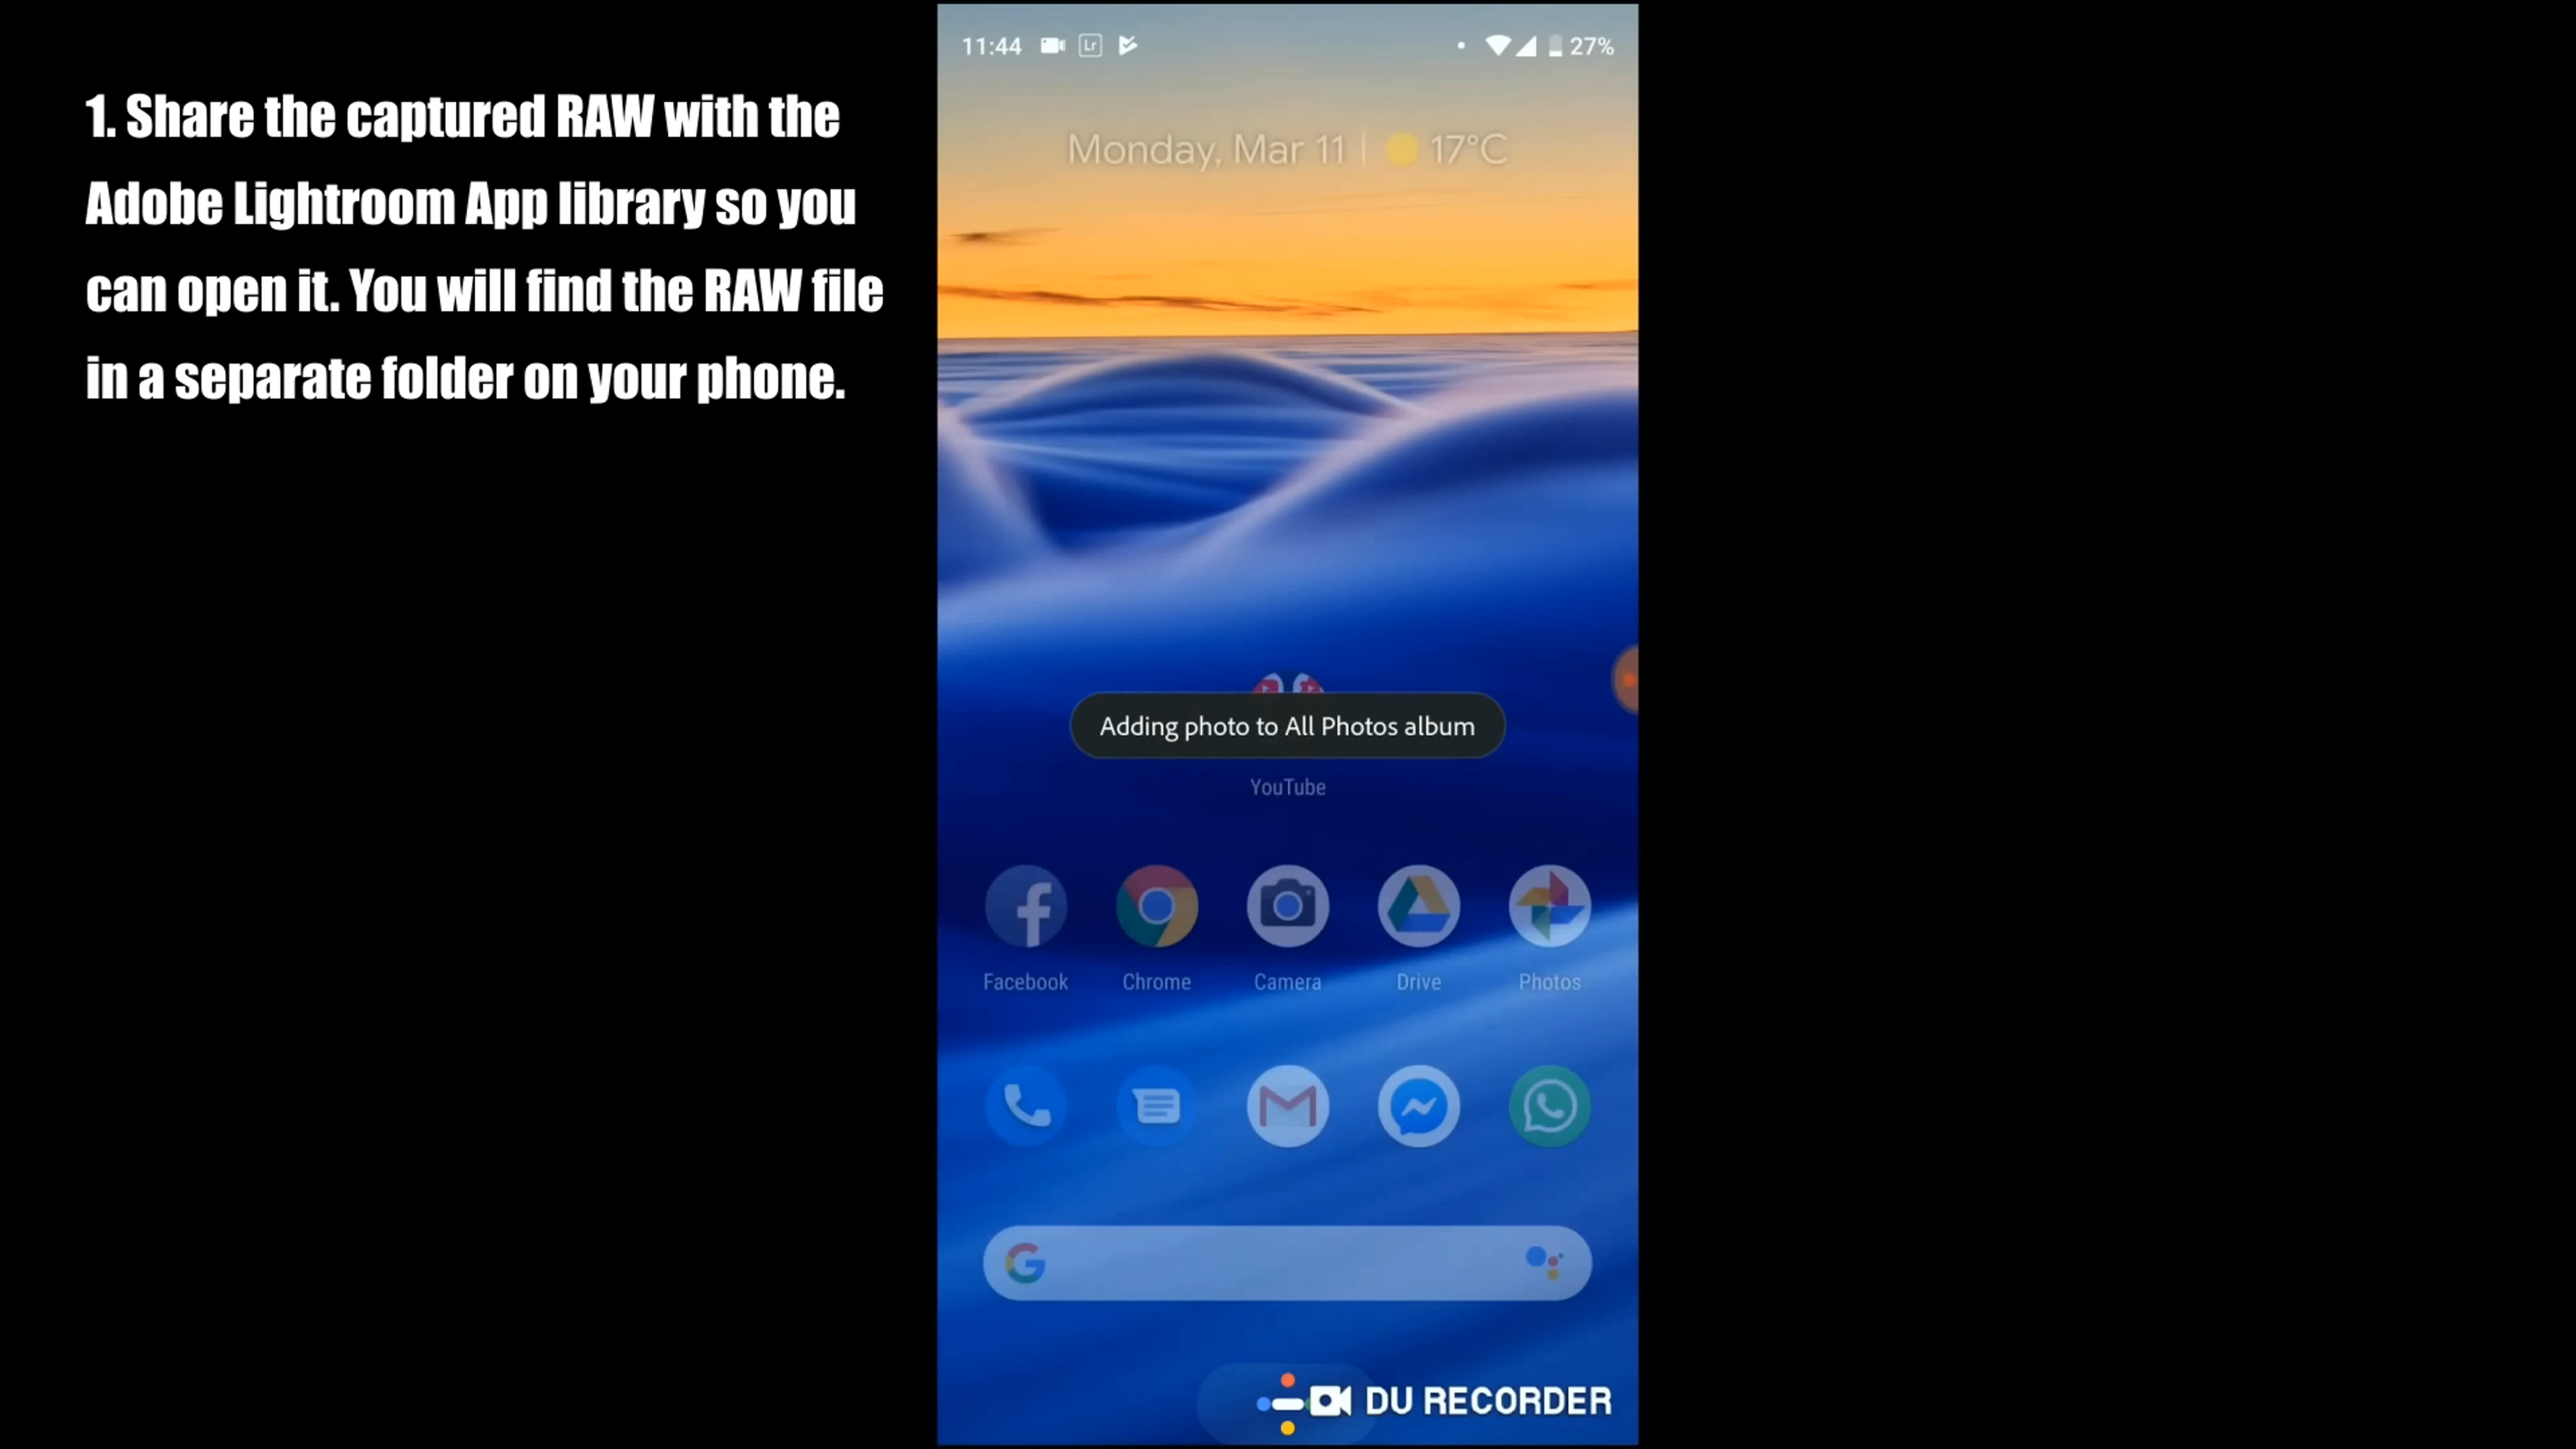 1. Share the captured RAW with the
Adobe Lightroom App library so you
can open it. You will find the RAW file
in a separate folder on your phone.
11:44 Lr 27%
Monday, Mar 11 | 17°C
Adding photo to All Photos album
YouTube
Facebook Chrome Camera Drive Photos
DU RECORDER